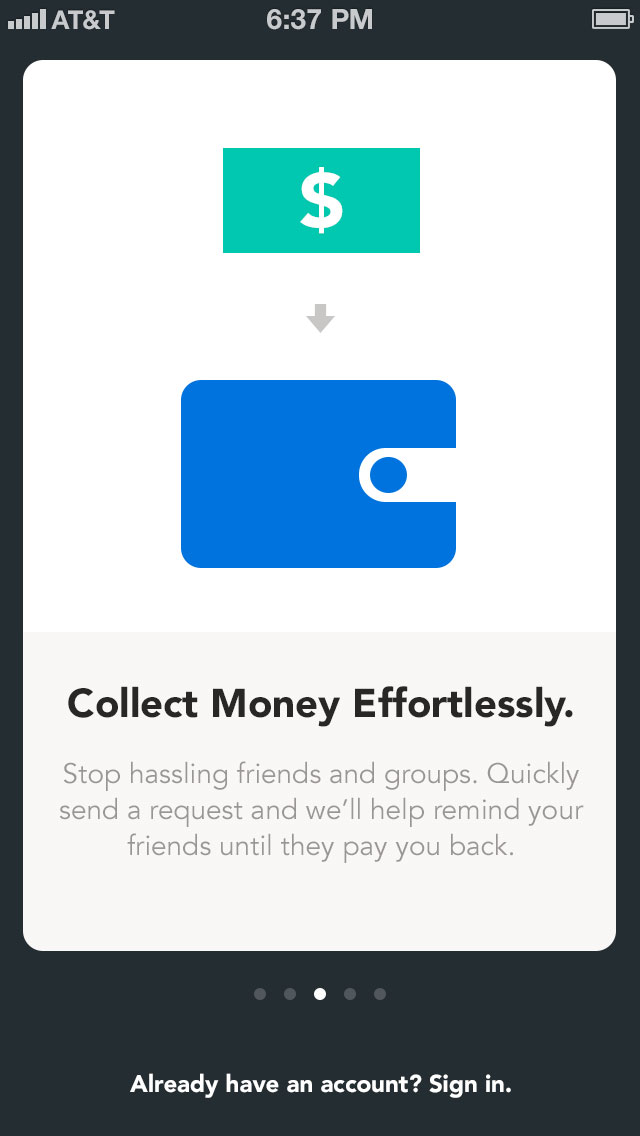 AT&T 6:37 PM
$
Collect Money Effortlessly.
Stop hassling friends and groups. Quickly
send a request and we’ll help remind your
friends until they pay you back.
Already have an account? Sign in.